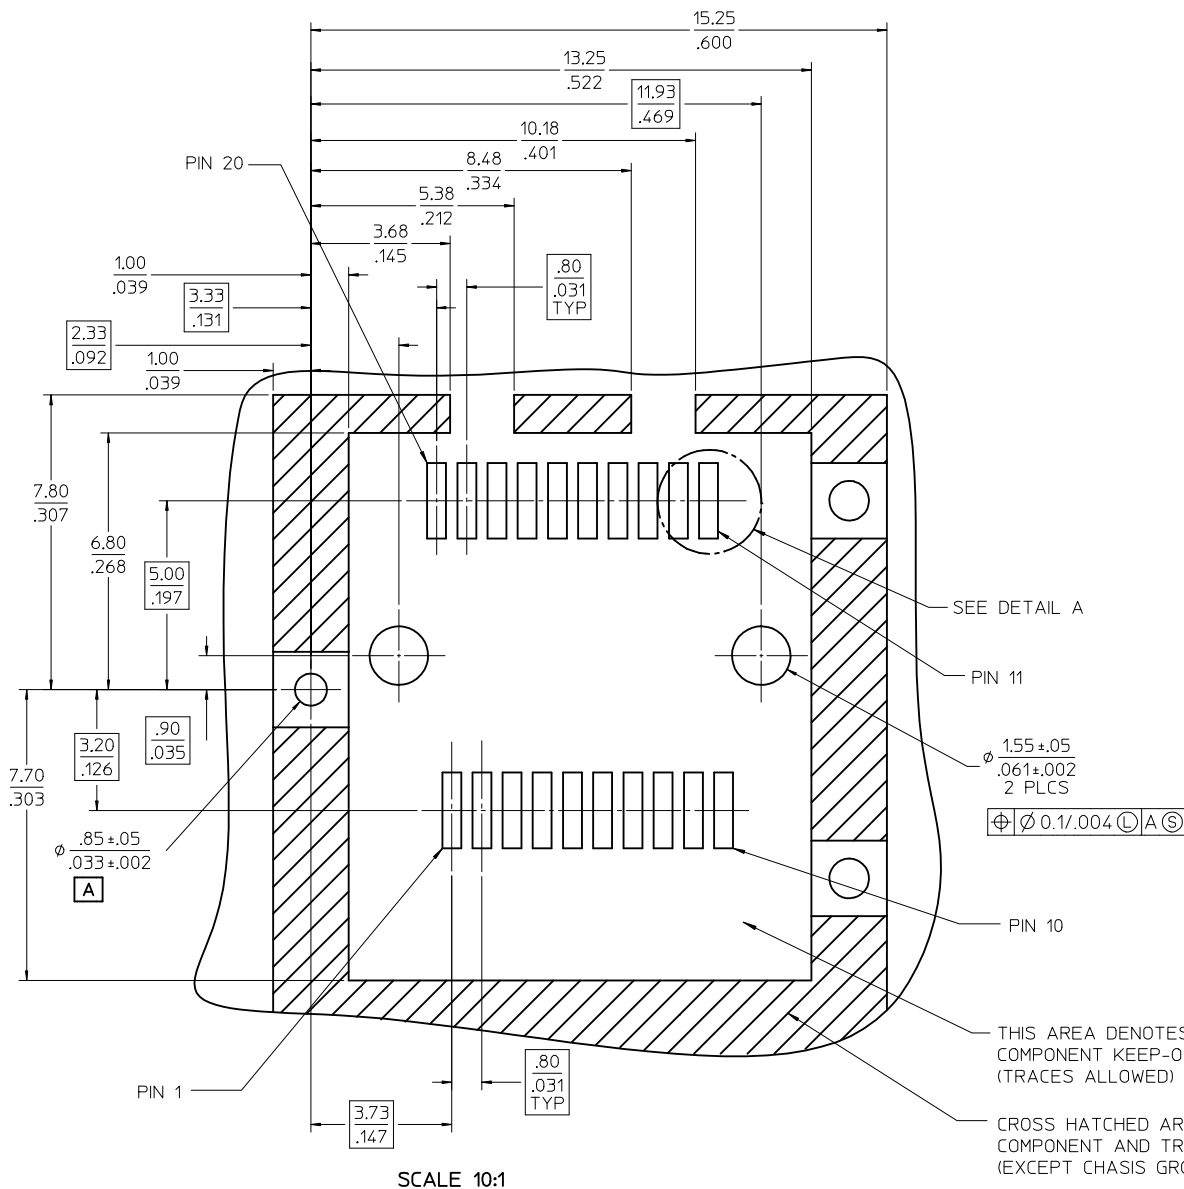 15.25
.600
13.25
.522
11.93
.469
10.18
.401
PIN 20
8.48
.334
5.38
.212
3.68
.145
1.00
.039
.80
.031
TYP
3.33
.131
2.33
.092
1.00
.039
7.80
.307
6.80
.268
5.00
.197
SEE DETAIL A
PIN 11
.90
.035
3.20
.126
7.70
.303
⌀ 1.55±.05
.061±.002
2 PLCS
⌖ ⌀ 0.1/.004 Ⓛ A Ⓢ
⌀ .85±.05
.033±.002
A
PIN 10
THIS AREA DENOTES
COMPONENT KEEP-O
(TRACES ALLOWED)
PIN 1
.80
.031
TYP
3.73
.147
CROSS HATCHED AR
COMPONENT AND TR
(EXCEPT CHASIS GR
SCALE 10:1